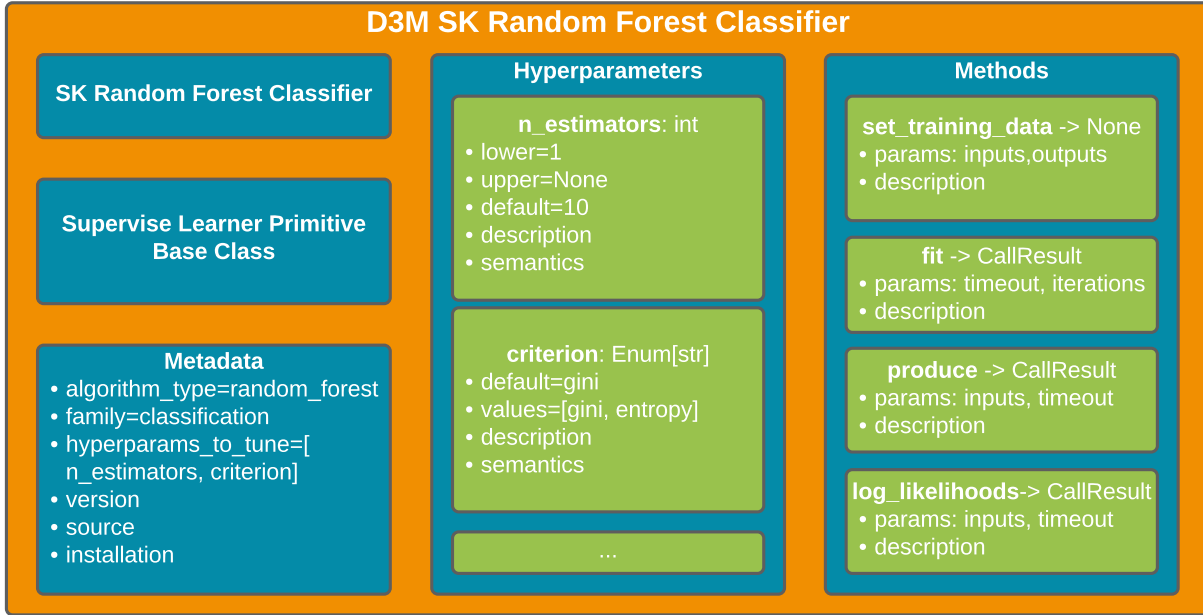 D3M SK Random Forest Classifier
SK Random Forest Classifier
Supervise Learner Primitive
Base Class
Metadata
• algorithm_type=random_forest
• family=classification
• hyperparams_to_tune=[
n_estimators, criterion]
• version
• source
• installation
Hyperparameters
n_estimators: int
• lower=1
• upper=None
• default=10
• description
• semantics
criterion: Enum[str]
• default=gini
• values=[gini, entropy]
• description
• semantics
...
Methods
set_training_data -> None
• params: inputs,outputs
• description
fit -> CallResult
• params: timeout, iterations
• description
produce -> CallResult
• params: inputs, timeout
• description
log_likelihoods-> CallResult
• params: inputs, timeout
• description